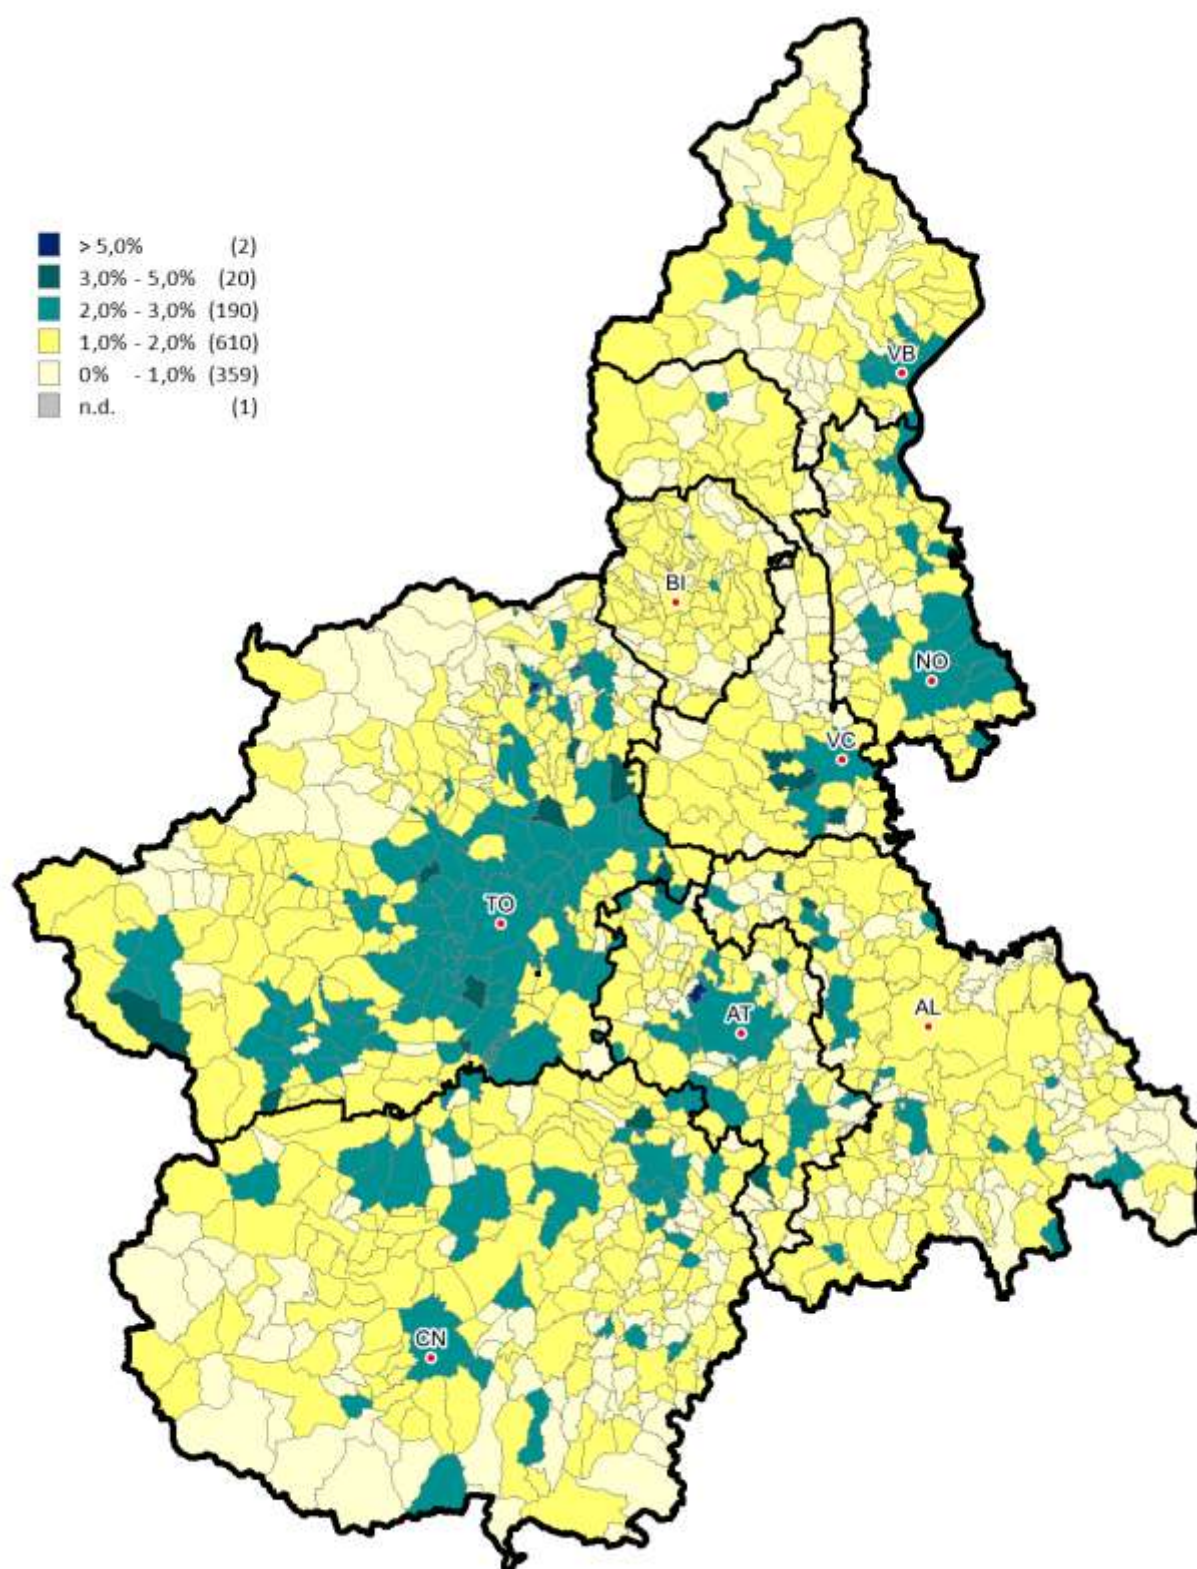 > 5,0% (2)
3,0% - 5,0% (20)
2,0% - 3,0% (190)
1,0% - 2,0% (610)
0% - 1,0% (359)
n.d. (1)
VB
BI
NO
VC
TO
AT
AL
CN